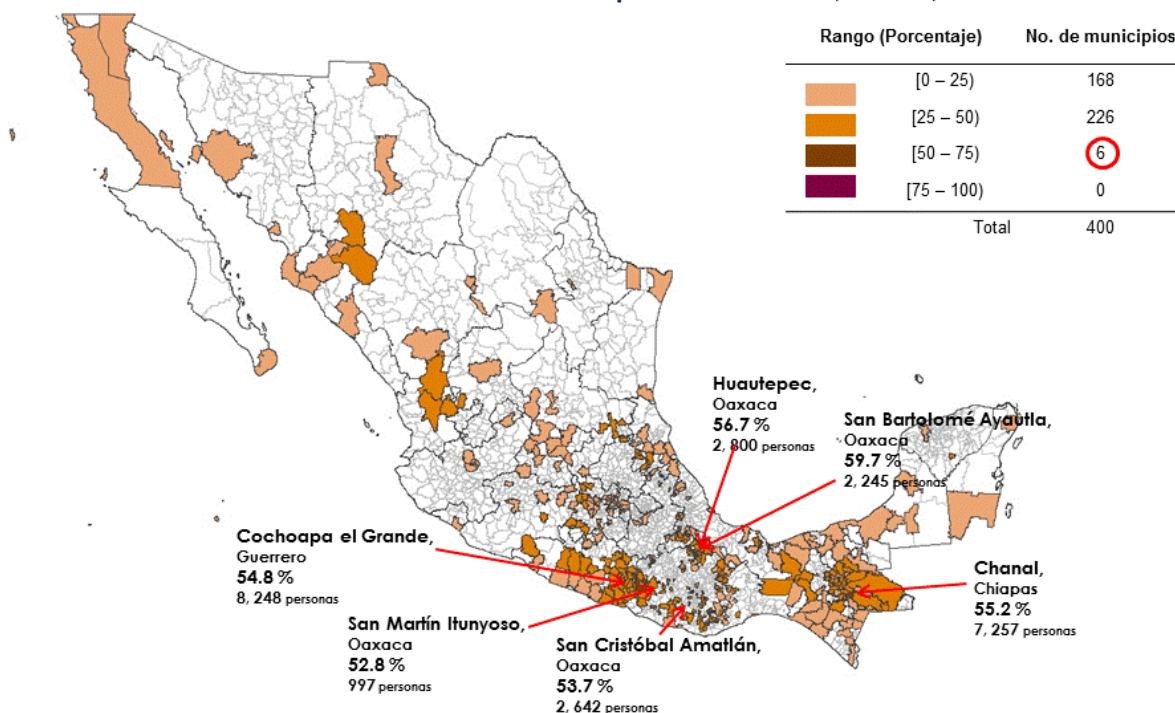 Rango (Porcentaje) No. de municipios
[0 – 25) 168
[25 – 50) 226
[50 – 75) 6
[75 – 100) 0
Total 400
Huautepec,
Oaxaca
56.7 %
2, 800 personas
San Bartolomé Ayautla,
Oaxaca
59.7 %
2, 245 personas
Cochoapa el Grande,
Guerrero
54.8 %
8, 248 personas
Chanal,
Chiapas
55.2 %
7, 257 personas
San Martín Itunyoso,
Oaxaca
52.8 %
997 personas
San Cristóbal Amatlán,
Oaxaca
53.7 %
2, 642 personas